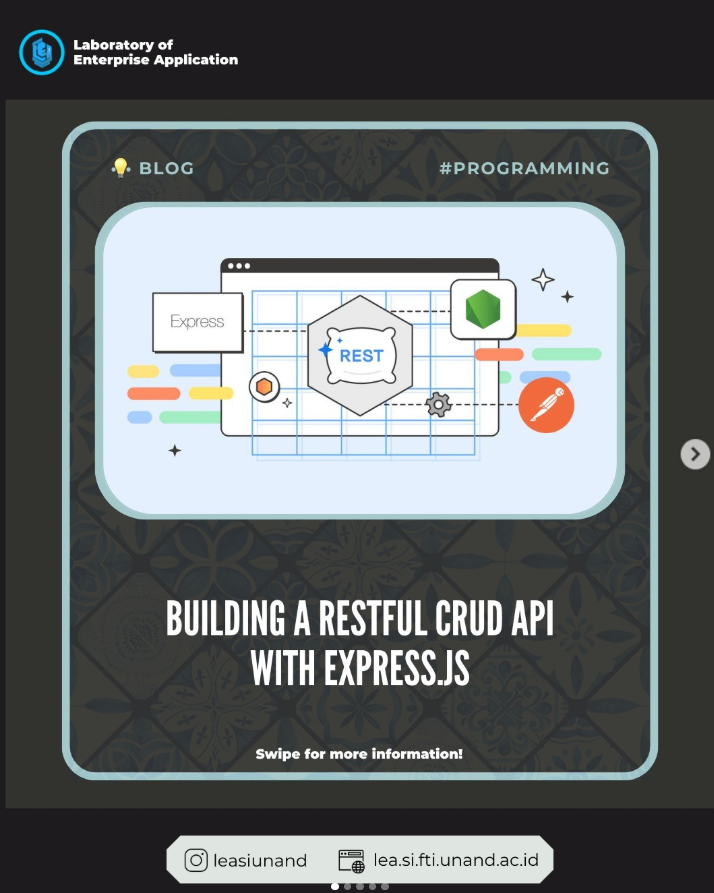 Laboratory of
Enterprise Application
BLOG
#PROGRAMMING
Express
REST
BUILDING A RESTFUL CRUD API
WITH EXPRESS.JS
Swipe for more information!
leasiunand
lea.si.fti.unand.ac.id